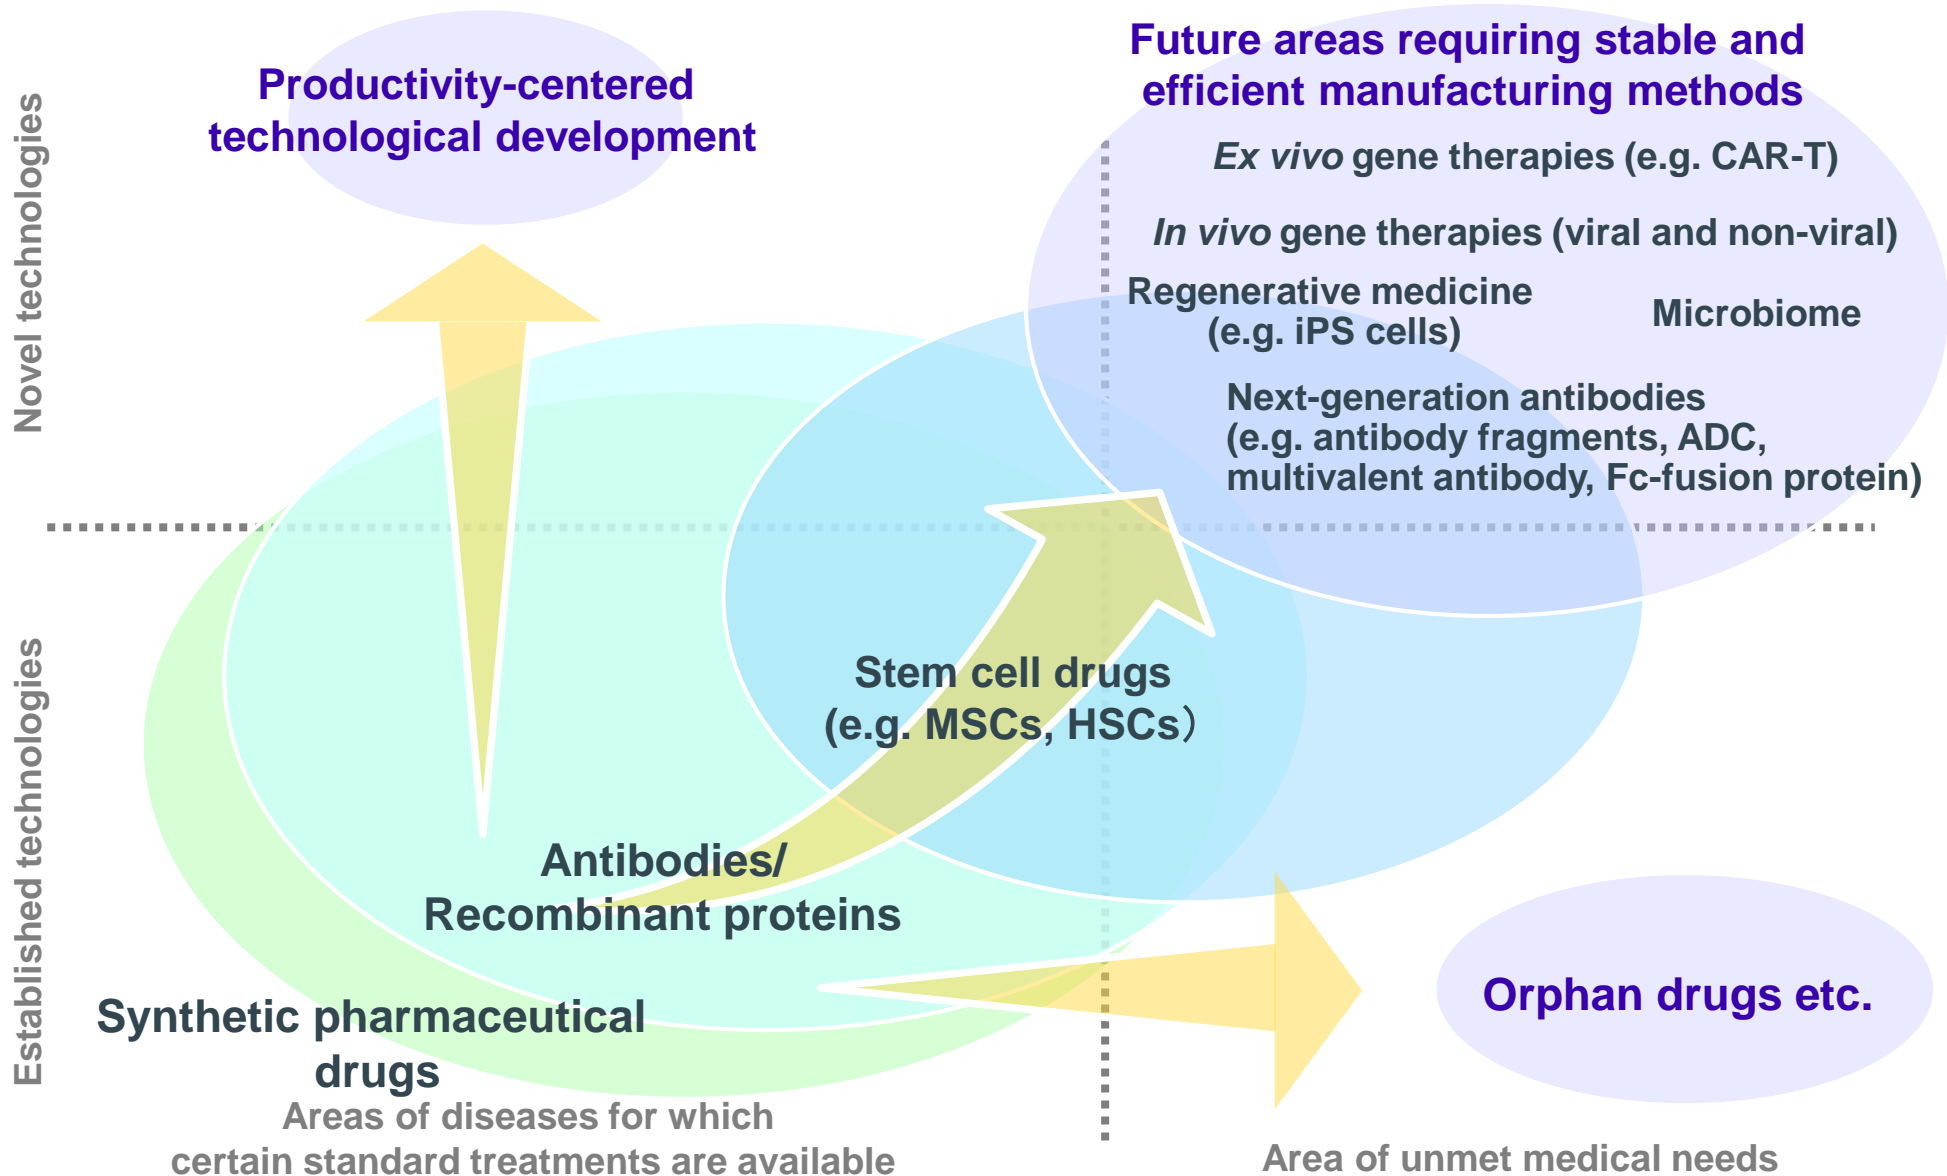 Productivity-centered
technological development
Future areas requiring stable and
efficient manufacturing methods
Ex vivo gene therapies (e.g. CAR-T)
In vivo gene therapies (viral and non-viral)
Regenerative medicine
(e.g. iPS cells)
Microbiome
Next-generation antibodies
(e.g. antibody fragments, ADC,
multivalent antibody, Fc-fusion protein)
Novel technologies
Established technologies
Stem cell drugs
(e.g. MSCs, HSCs）
Antibodies/
Recombinant proteins
Synthetic pharmaceutical
drugs
Orphan drugs etc.
Areas of diseases for which
certain standard treatments are available
Area of unmet medical needs